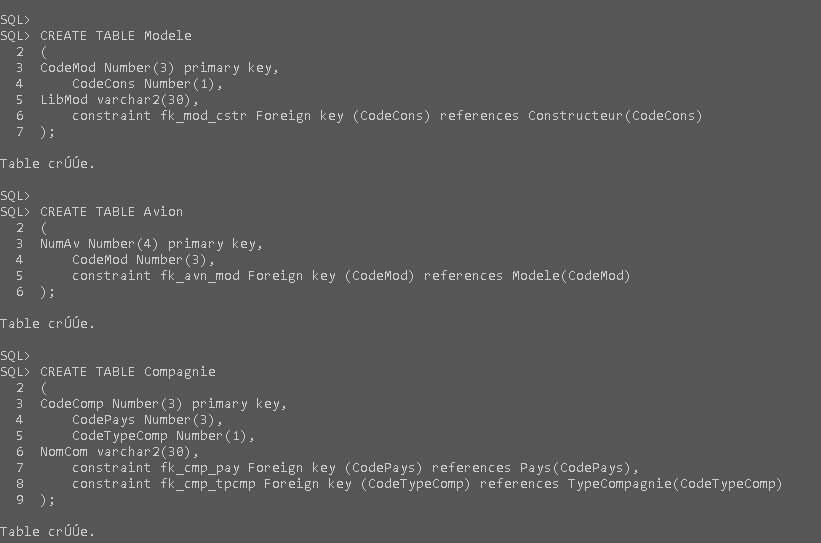 SQL>
SQL> CREATE TABLE Modele
  2  (
  3  CodeMod Number(3) primary key,
  4      CodeCons Number(1),
  5  LibMod varchar2(30),
  6      constraint fk_mod_cstr Foreign key (CodeCons) references Constructeur(CodeCons)
  7  );
Table crÚÚe.
SQL>
SQL> CREATE TABLE Avion
  2  (
  3  NumAv Number(4) primary key,
  4      CodeMod Number(3),
  5      constraint fk_avn_mod Foreign key (CodeMod) references Modele(CodeMod)
  6  );
Table crÚÚe.
SQL>
SQL> CREATE TABLE Compagnie
  2  (
  3  CodeComp Number(3) primary key,
  4      CodePays Number(3),
  5      CodeTypeComp Number(1),
  6  NomCom varchar2(30),
  7      constraint fk_cmp_pay Foreign key (CodePays) references Pays(CodePays),
  8      constraint fk_cmp_tpcmp Foreign key (CodeTypeComp) references TypeCompagnie(CodeTypeComp)
  9  );
Table crÚÚe.